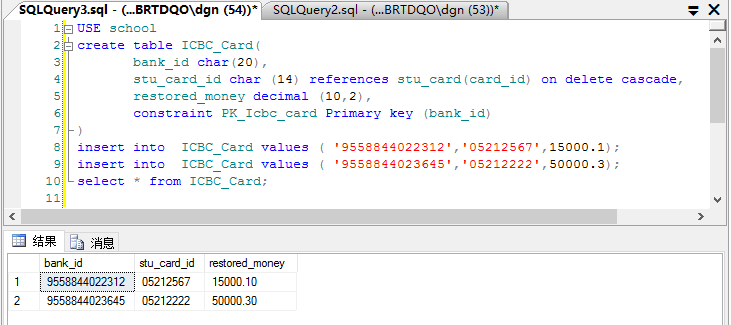 SQLQuery3.sql - (...BRTDQO\dgn (54))* SQLQuery2.sql - (...BRTDQO\dgn (53))*
1 USE school
2 create table ICBC_Card(
3 bank_id char(20),
4 stu_card_id char (14) references stu_card(card_id) on delete cascade,
5 restored_money decimal (10,2),
6 constraint PK_Icbc_card Primary key (bank_id)
7 )
8 insert into ICBC_Card values ( '9558844022312','05212567',15000.1);
9 insert into ICBC_Card values ( '9558844023645','05212222',50000.3);
10 select * from ICBC_Card;
11
结果 消息
bank_id stu_card_id restored_money
1 9558844022312 05212567 15000.10
2 9558844023645 05212222 50000.30